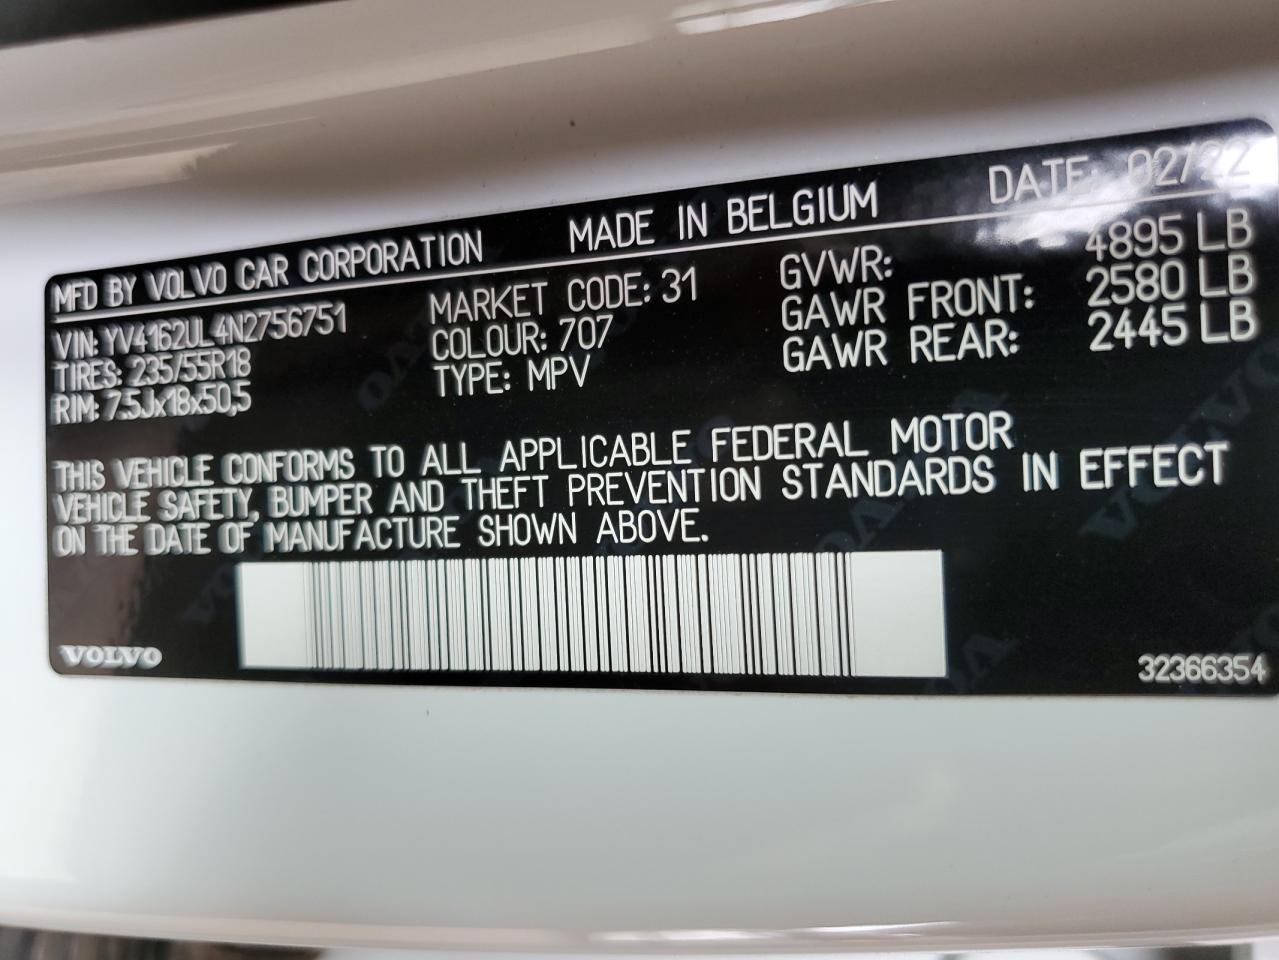 MFD BY VOLVO CAR CORPORATION MADE IN BELGIUM DATE: 02/22
VIN: YV4162UL4N2756751 MARKET CODE: 31 GVWR: 4895 LB
TIRES: 235/55R18 COLOUR: 707 GAWR FRONT: 2580 LB
RIM: 7.5Jx18x50,5 TYPE: MPV GAWR REAR: 2445 LB
THIS VEHICLE CONFORMS TO ALL APPLICABLE FEDERAL MOTOR
VEHICLE SAFETY, BUMPER AND THEFT PREVENTION STANDARDS IN EFFECT
ON THE DATE OF MANUFACTURE SHOWN ABOVE.
VOLVO 32366354